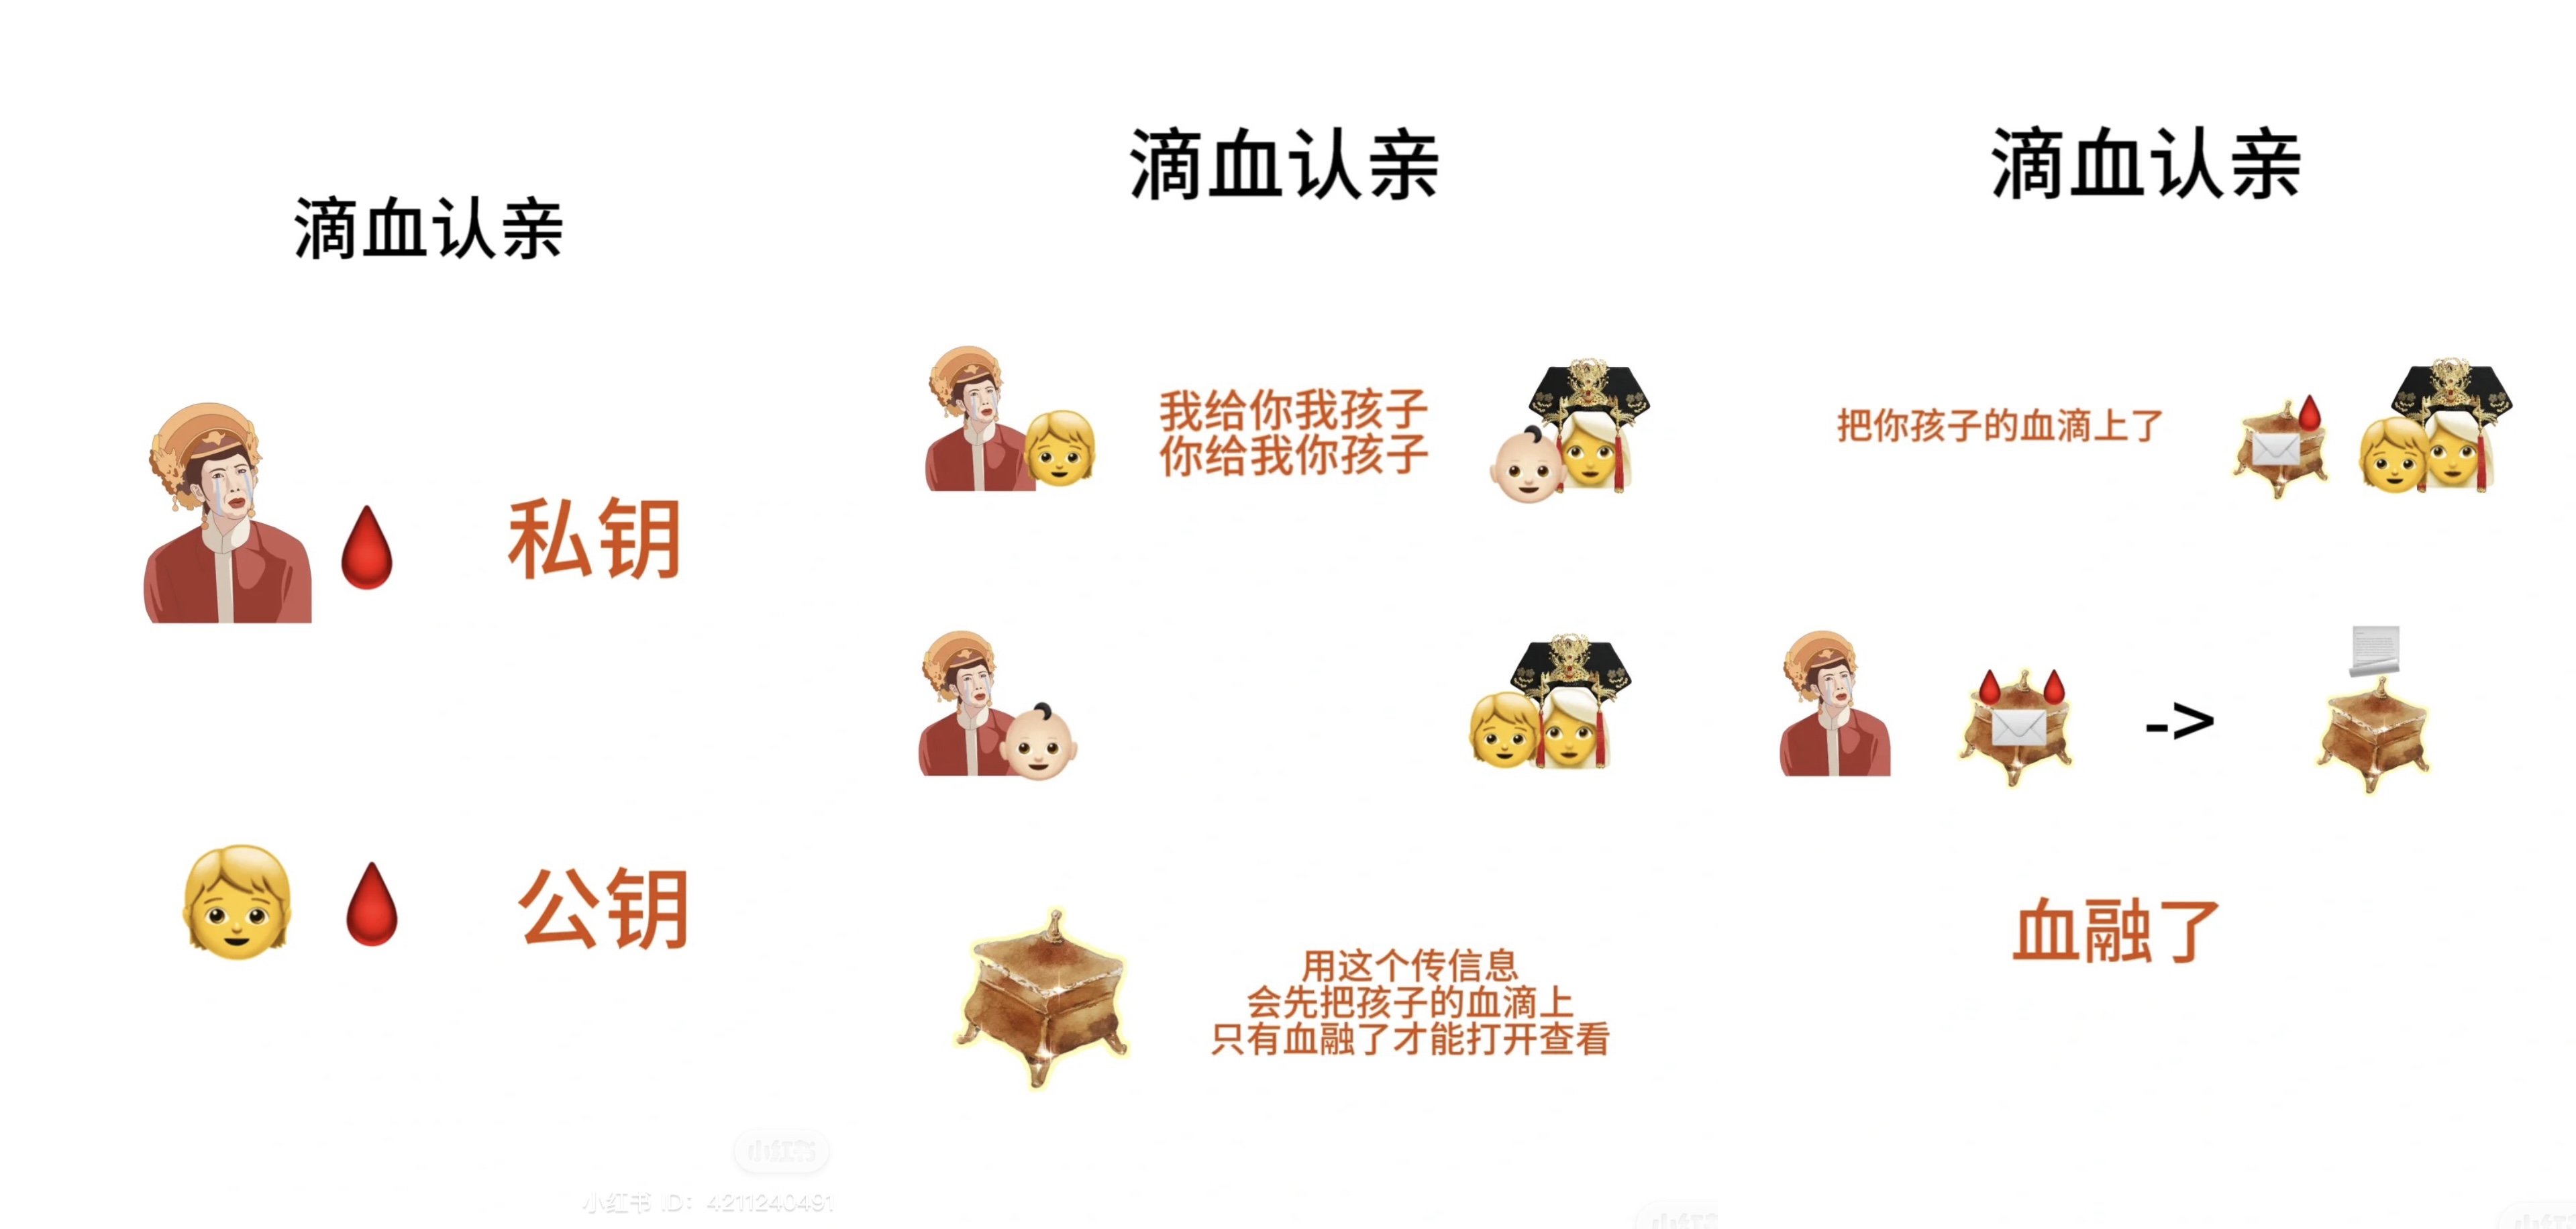 滴血认亲
私钥
公钥
小红书
小红书 ID: 4211240491
滴血认亲
我给你我孩子
你给我你孩子
用这个传信息
会先把孩子的血滴上
只有血融了才能打开查看
滴血认亲
把你孩子的血滴上了
->
血融了